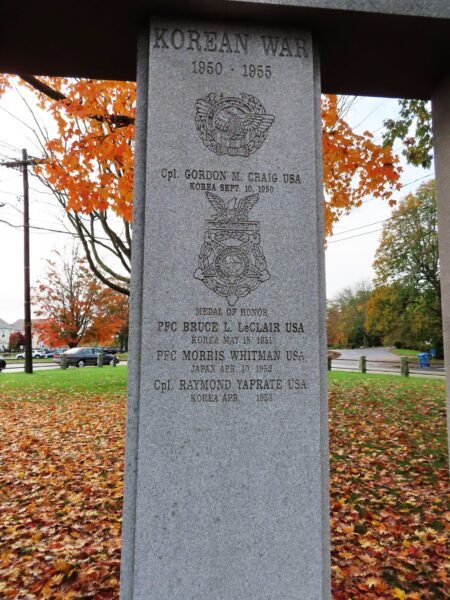 KOREAN WAR
1950 - 1955
Cpl. GORDON M. CRAIG USA
KOREA SEPT. 10, 1950
MEDAL OF HONOR
PFC BRUCE L. LeCLAIR USA
KOREA MAY 18, 1951
PFC MORRIS WHITMAN USA
JAPAN APR. 10, 1952
Cpl. RAYMOND YAFRATE USA
KOREA APR. 1953